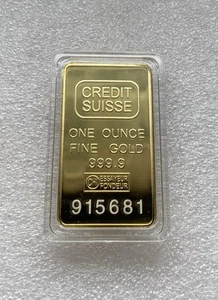 CREDIT
SUISSE
ONE OUNCE
FINE GOLD
999.9
ESSAYEUR
FONDEUR
915681